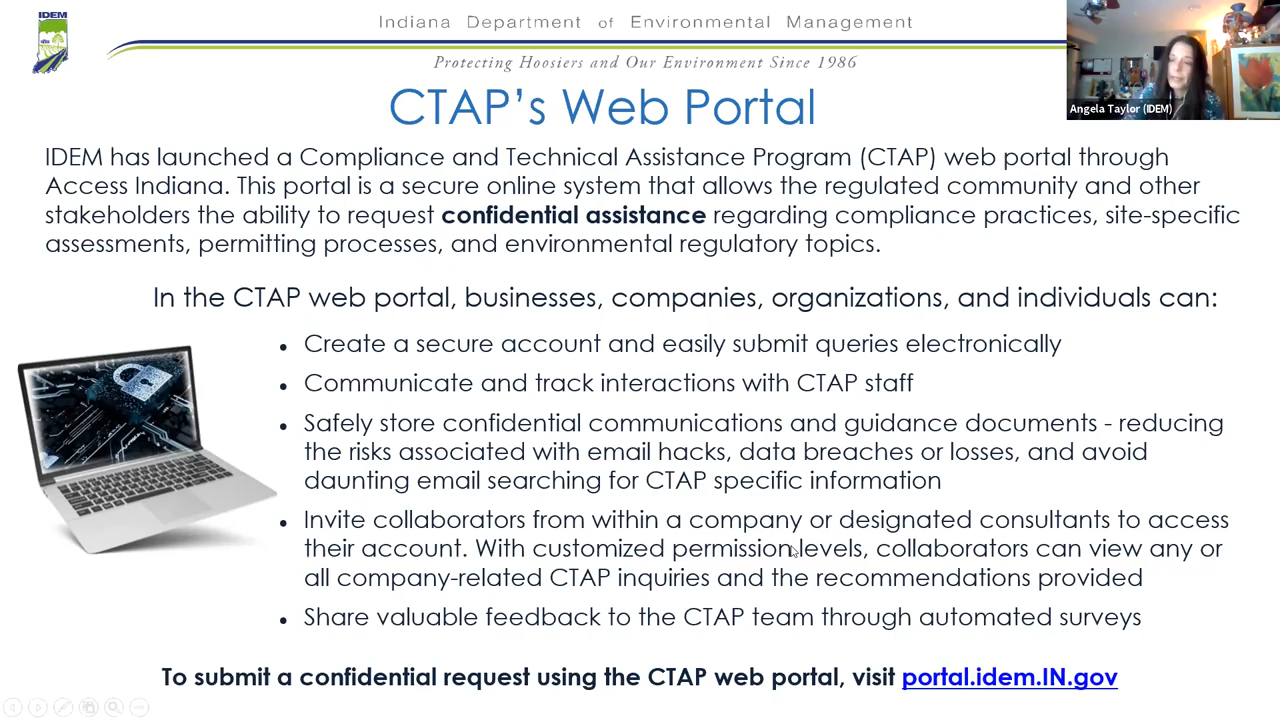 IDEM
Indiana Department of Environmental Management
Protecting Hoosiers and Our Environment Since 1986
Angela Taylor (IDEM)
CTAP's Web Portal
IDEM has launched a Compliance and Technical Assistance Program (CTAP) web portal through
Access Indiana. This portal is a secure online system that allows the regulated community and other
stakeholders the ability to request confidential assistance regarding compliance practices, site-specific
assessments, permitting processes, and environmental regulatory topics.
In the CTAP web portal, businesses, companies, organizations, and individuals can:
• Create a secure account and easily submit queries electronically
• Communicate and track interactions with CTAP staff
• Safely store confidential communications and guidance documents - reducing
the risks associated with email hacks, data breaches or losses, and avoid
daunting email searching for CTAP specific information
• Invite collaborators from within a company or designated consultants to access
their account. With customized permission levels, collaborators can view any or
all company-related CTAP inquiries and the recommendations provided
• Share valuable feedback to the CTAP team through automated surveys
To submit a confidential request using the CTAP web portal, visit portal.idem.IN.gov